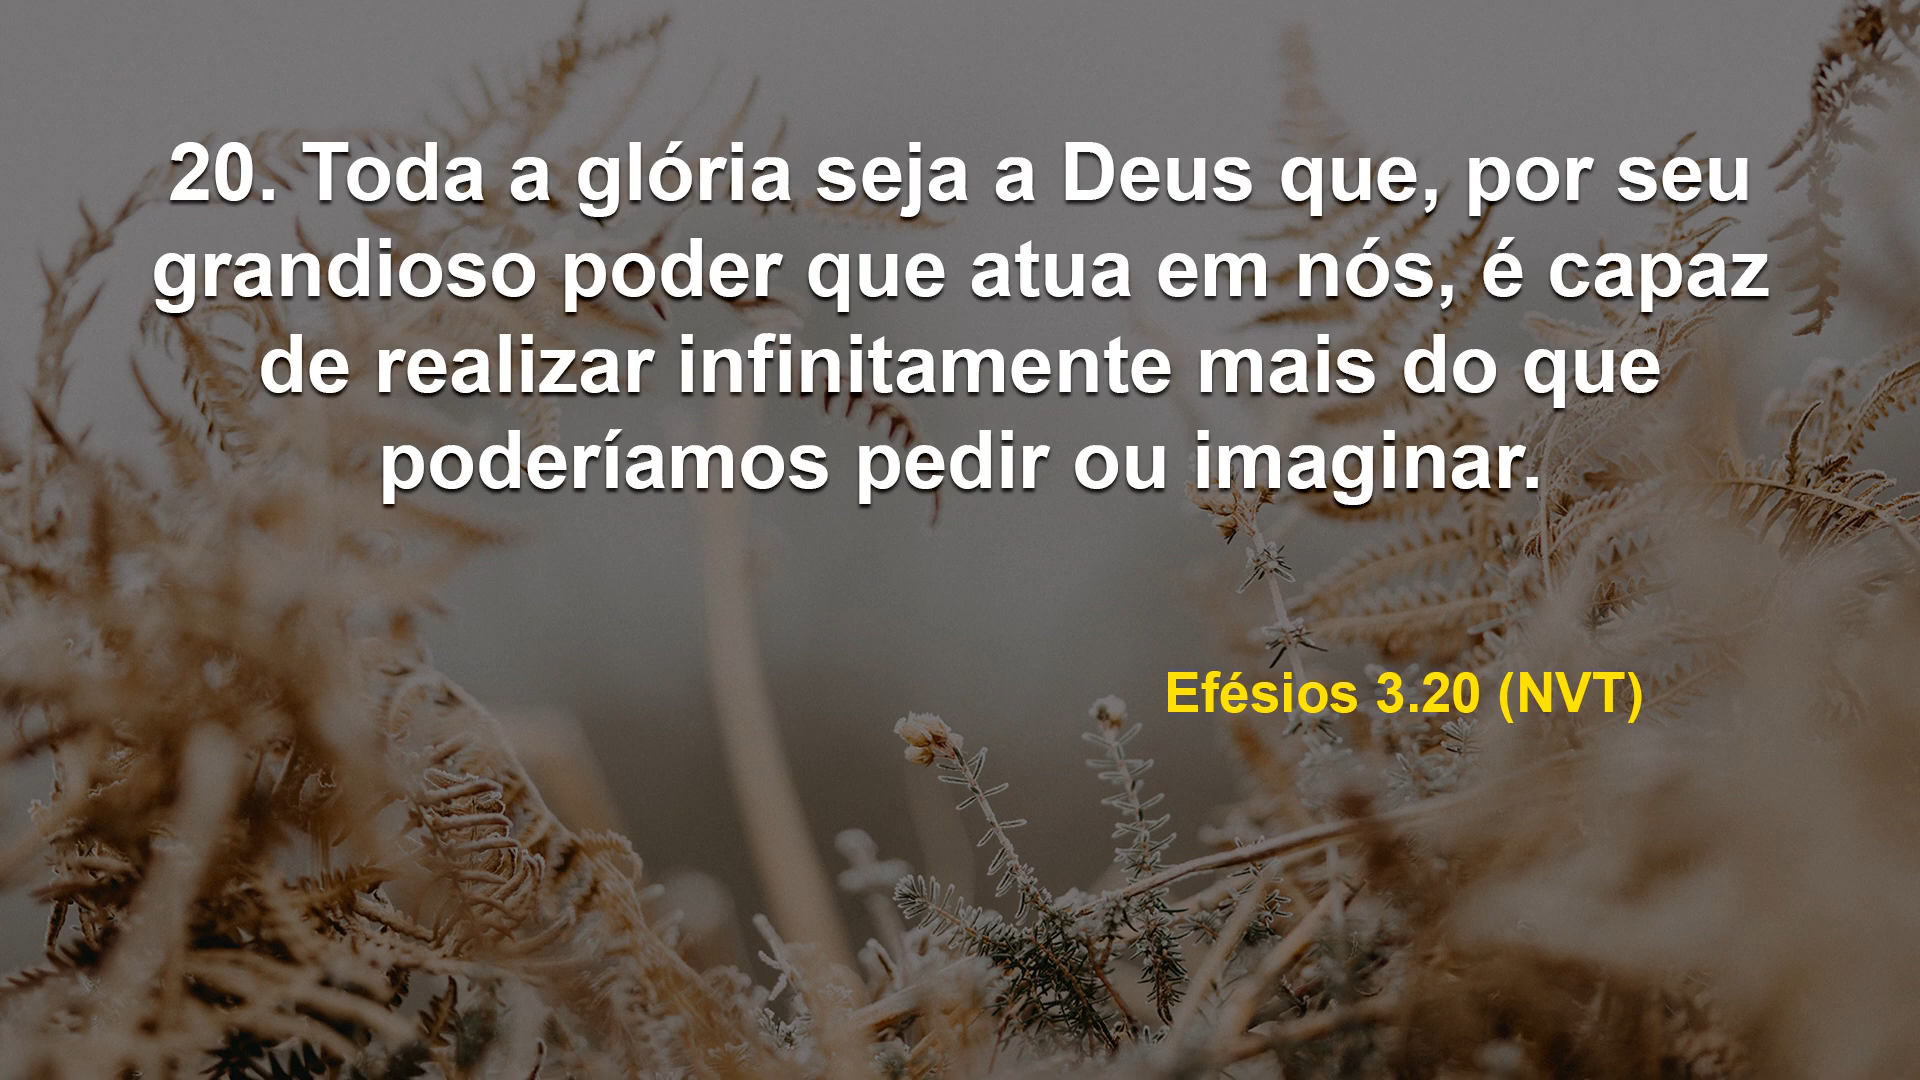 20. Toda a glória seja a Deus que, por seu
grandioso poder que atua em nós, é capaz
de realizar infinitamente mais do que
poderíamos pedir ou imaginar.
Efésios 3.20 (NVT)